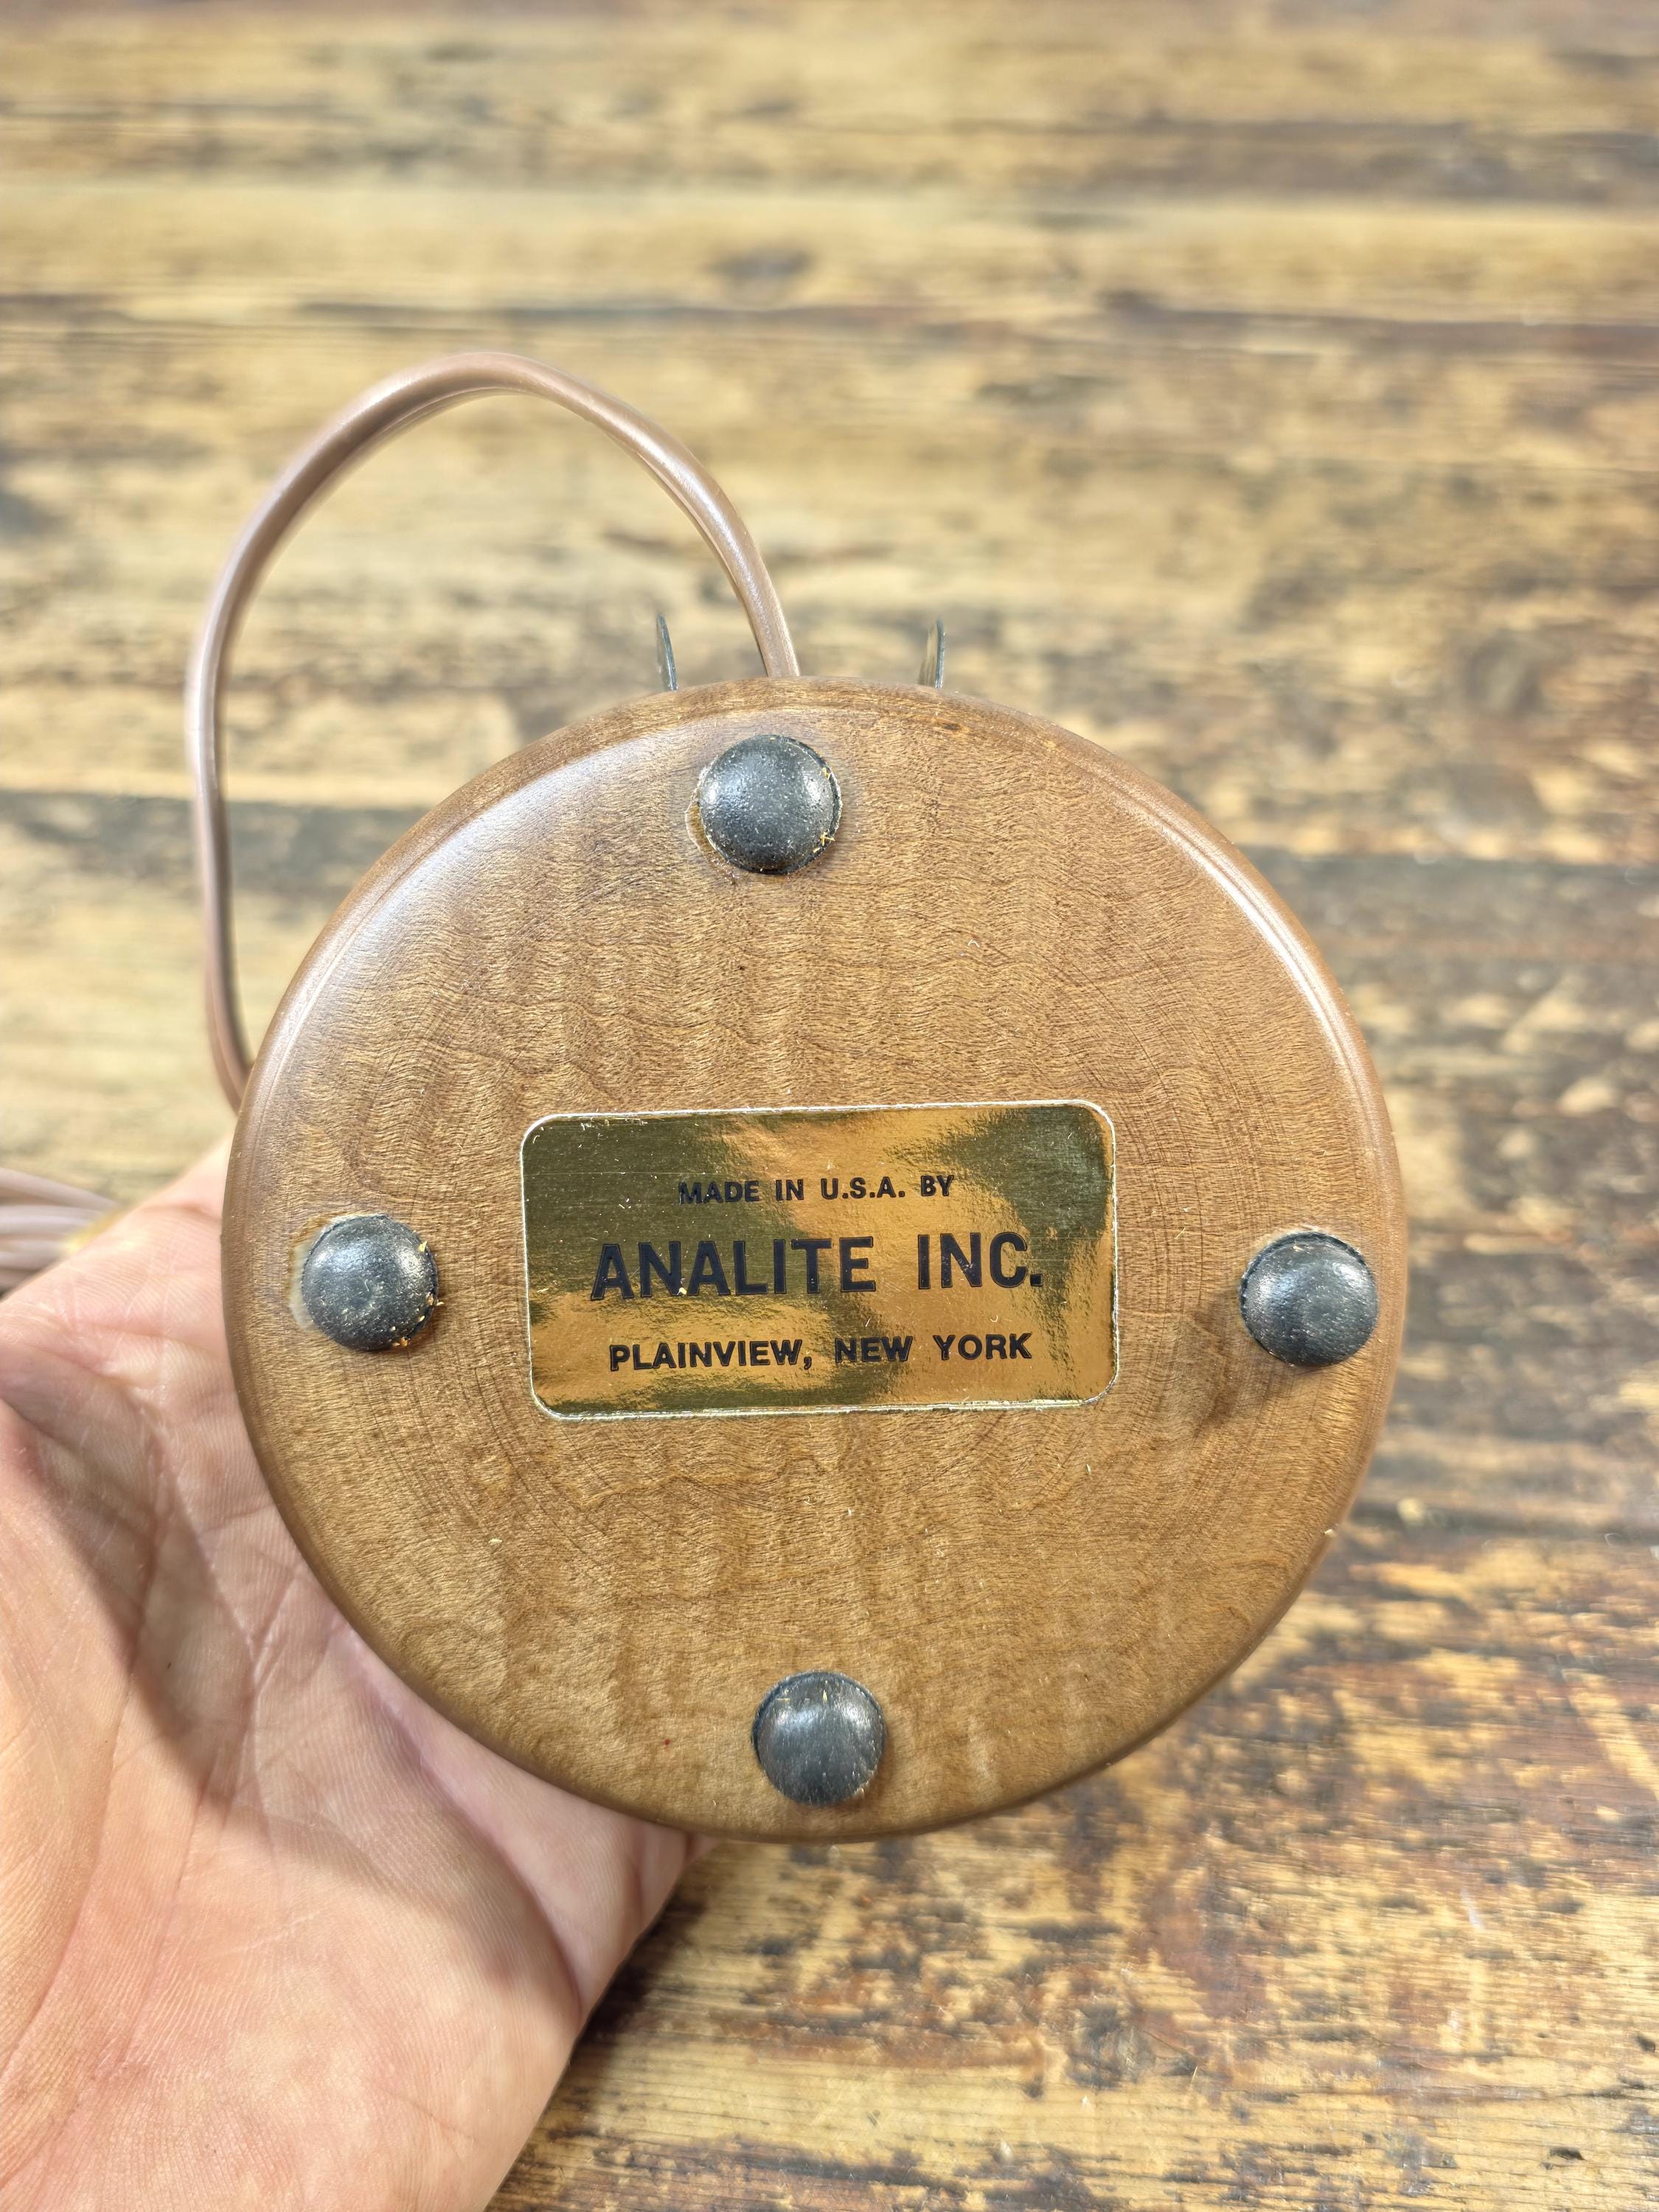 MADE IN U.S.A. BY
ANALITE INC.
PLAINVIEW, NEW YORK